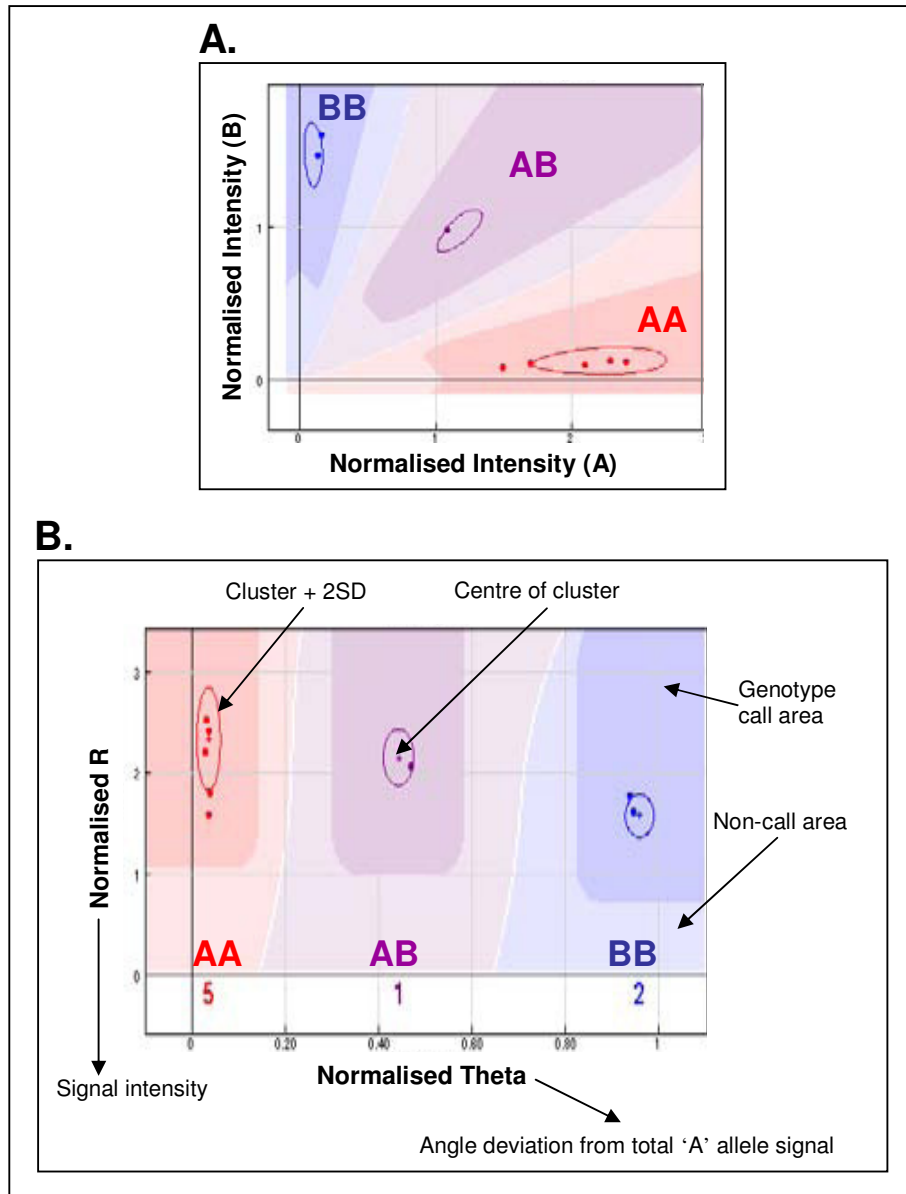 A.
BB
AB
AA
Normalised Intensity (B)
1
0
0
1
2
Normalised Intensity (A)
B.
Cluster + 2SD
Centre of cluster
Genotype
call area
Non-call area
Normalised R
3
2
1
0
AA
AB
BB
5
1
2
0
0.20
0.40
0.60
0.80
1
Signal intensity
Normalised Theta
Angle deviation from total ‘A’ allele signal